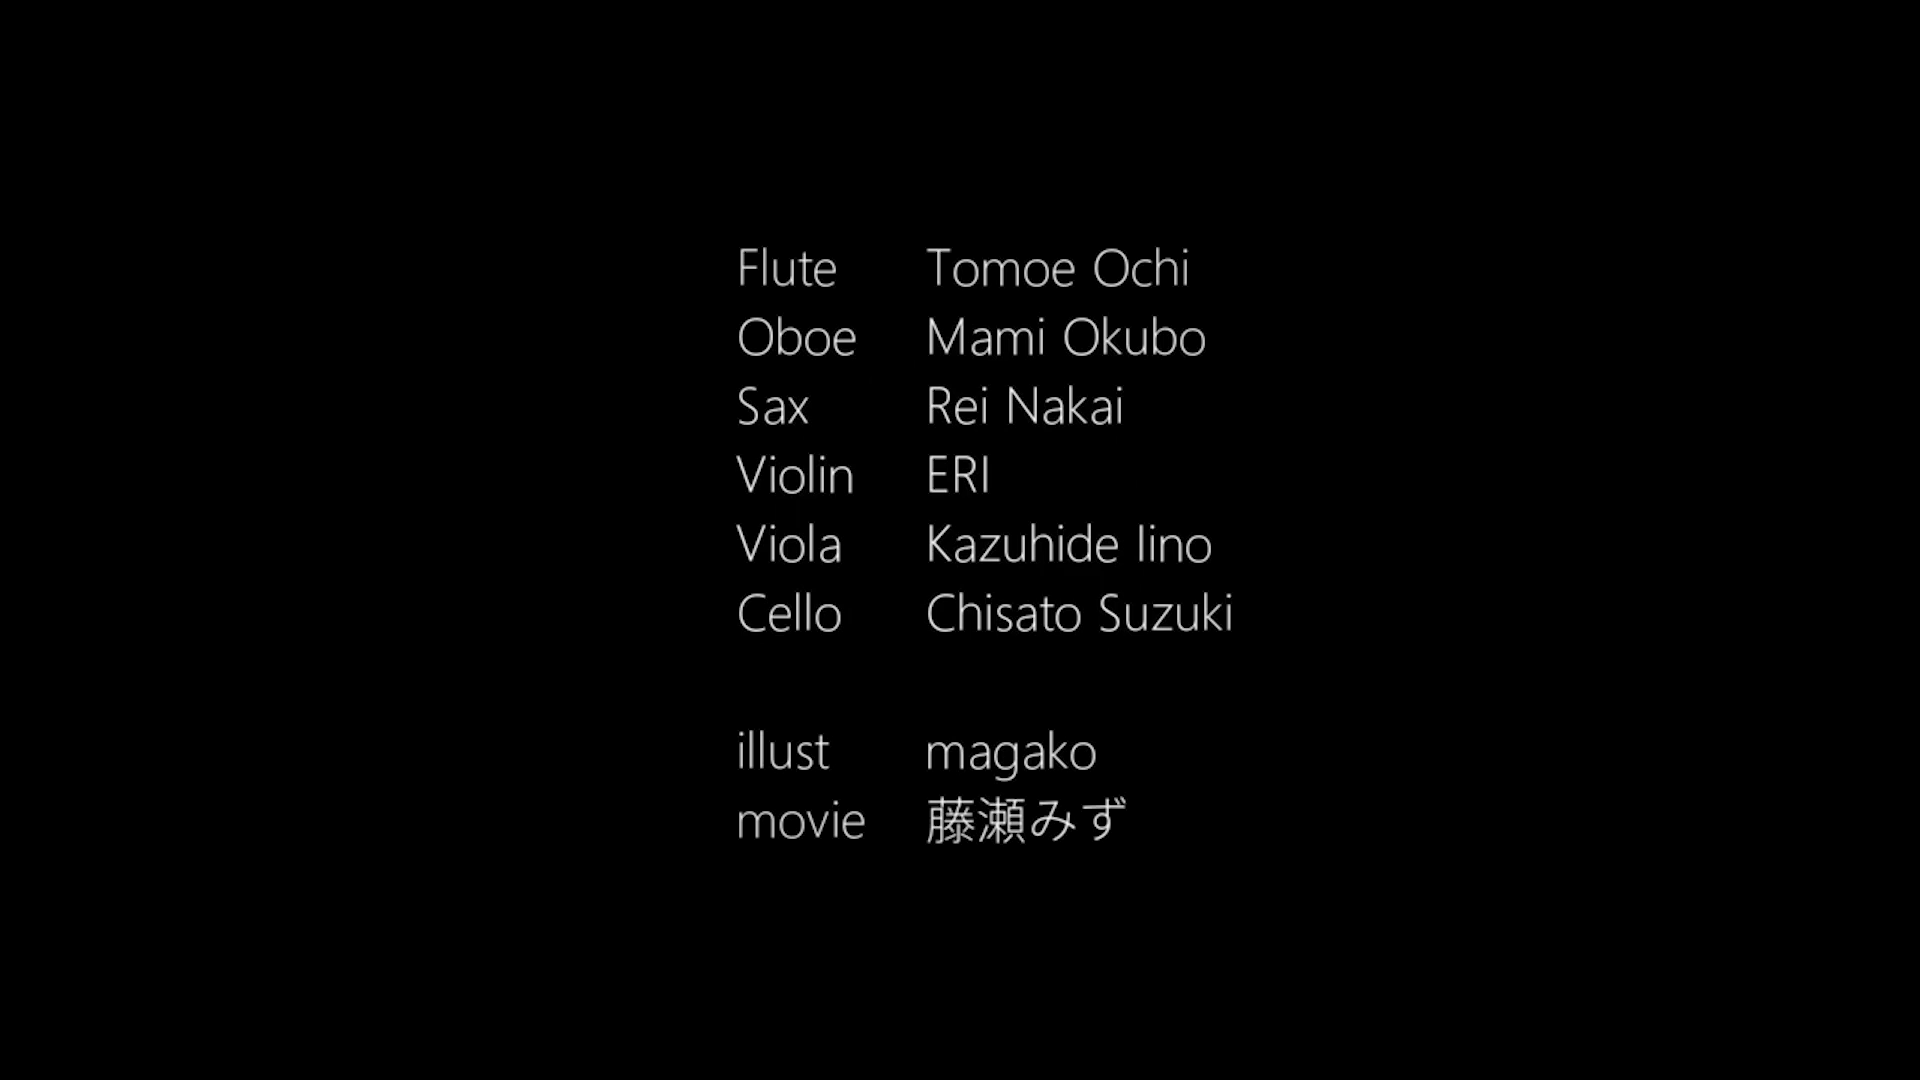 Flute Tomoe Ochi
Oboe Mami Okubo
Sax Rei Nakai
Violin ERI
Viola Kazuhide Iino
Cello Chisato Suzuki
illust magako
movie 藤瀬みず